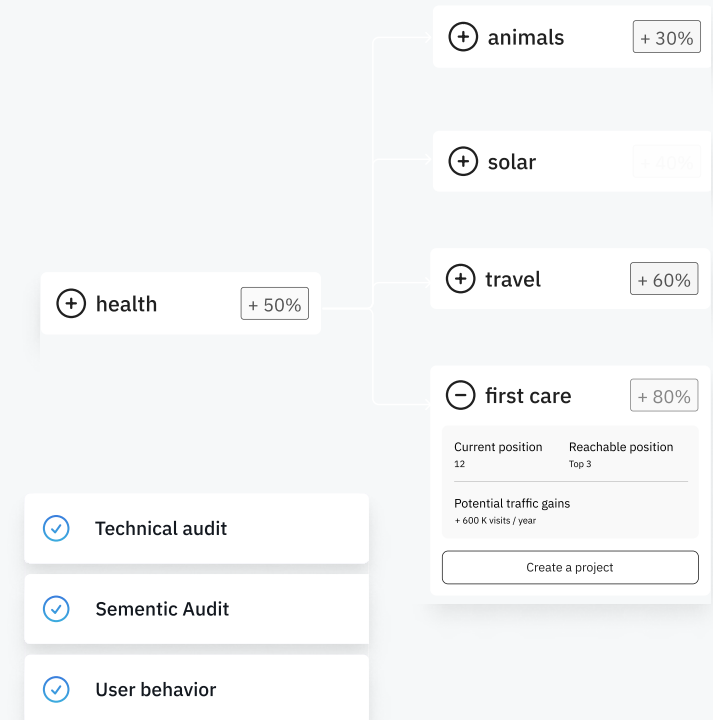 animals
+ 30%
solar
+ 40%
travel
+ 60%
health
+ 50%
first care
+ 80%
Current position
Reachable position
12
Top 3
Potential traffic gains
+ 600 K visits / year
Create a project
Technical audit
Sementic Audit
User behavior